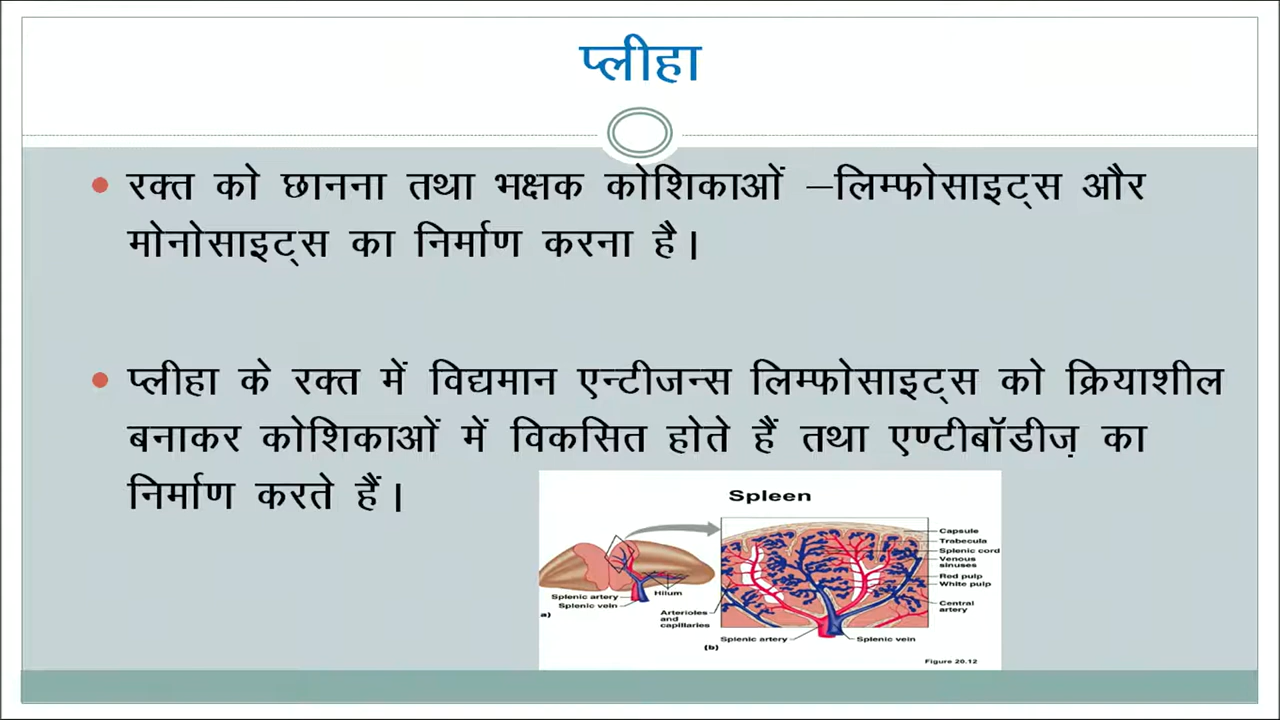 प्लीहा
रक्त को छानना तथा भक्षक कोशिकाओं –लिम्फोसाइट्स और
मोनोसाइट्स का निर्माण करना है।
प्लीहा के रक्त में विद्यमान एन्टीजन्स लिम्फोसाइट्स को क्रियाशील
बनाकर कोशिकाओं में विकसित होते हैं तथा एण्टीबॉडीज़ का
निर्माण करते हैं।
Spleen
Splenic artery
Splenic vein
Hilum
a)
Arterioles
and
capillaries
Capsule
Trabecula
Splenic cord
Venous
sinuses
Red pulp
White pulp
Central
artery
Splenic artery
Splenic vein
(b)
Figure 20.12